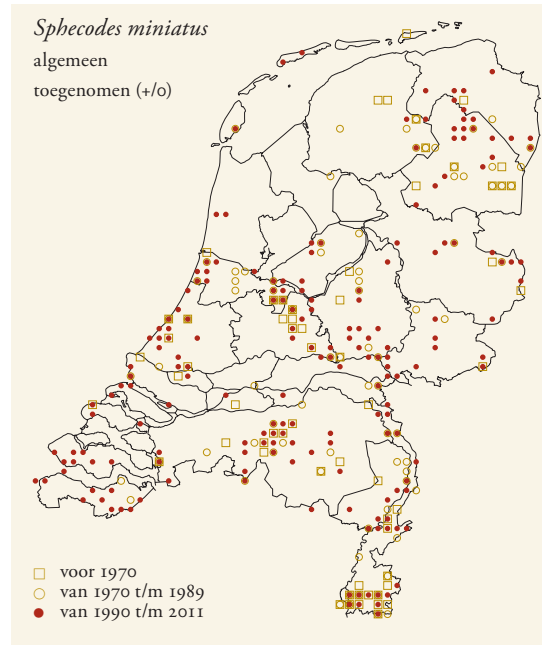 Sphecodes miniatus
algemeen
toegenomen (+/0)
voor 1970
van 1970 t/m 1989
van 1990 t/m 2011